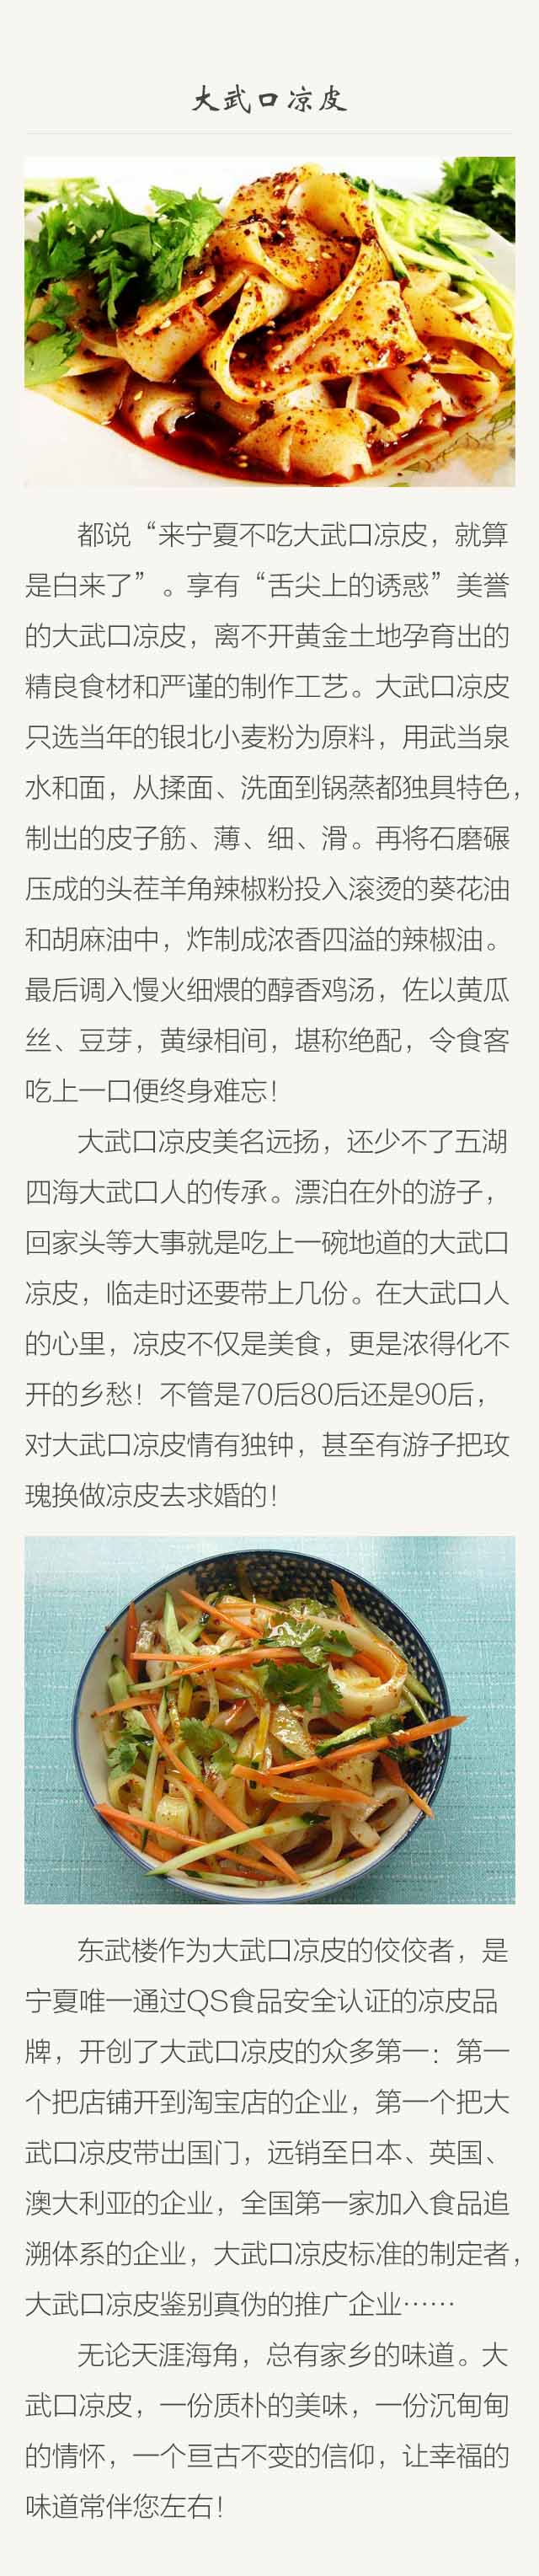 大武口凉皮
都说“来宁夏不吃大武口凉皮，就算
是白来了”。享有“舌尖上的诱惑”美誉
的大武口凉皮，离不开黄金土地孕育出的
精良食材和严谨的制作工艺。大武口凉皮
只选当年的银北小麦粉为原料，用武当泉
水和面，从揉面、洗面到锅蒸都独具特色，
制出的皮子筋、薄、细、滑。再将石磨碾
压成的头茬羊角辣椒粉投入滚烫的葵花油
和胡麻油中，炸制成浓香四溢的辣椒油。
最后调入慢火细煨的醇香鸡汤，佐以黄瓜
丝、豆芽，黄绿相间，堪称绝配，令食客
吃上一口便终身难忘！
大武口凉皮美名远扬，还少不了五湖
四海大武口人的传承。漂泊在外的游子，
回家头等大事就是吃上一碗地道的大武口
凉皮，临走时还要带上几份。在大武口人
的心里，凉皮不仅是美食，更是浓得化不
开的乡愁！不管是70后80后还是90后，
对大武口凉皮情有独钟，甚至有游子把玫
瑰换做凉皮去求婚的！
东武楼作为大武口凉皮的佼佼者，是
宁夏唯一通过QS食品安全认证的凉皮品
牌，开创了大武口凉皮的众多第一：第一
个把店铺开到淘宝店的企业，第一个把大
武口凉皮带出国门，远销至日本、英国、
澳大利亚的企业，全国第一家加入食品追
溯体系的企业，大武口凉皮标准的制定者，
大武口凉皮鉴别真伪的推广企业……
无论天涯海角，总有家乡的味道。大
武口凉皮，一份质朴的美味，一份沉甸甸
的情怀，一个亘古不变的信仰，让幸福的
味道常伴您左右！